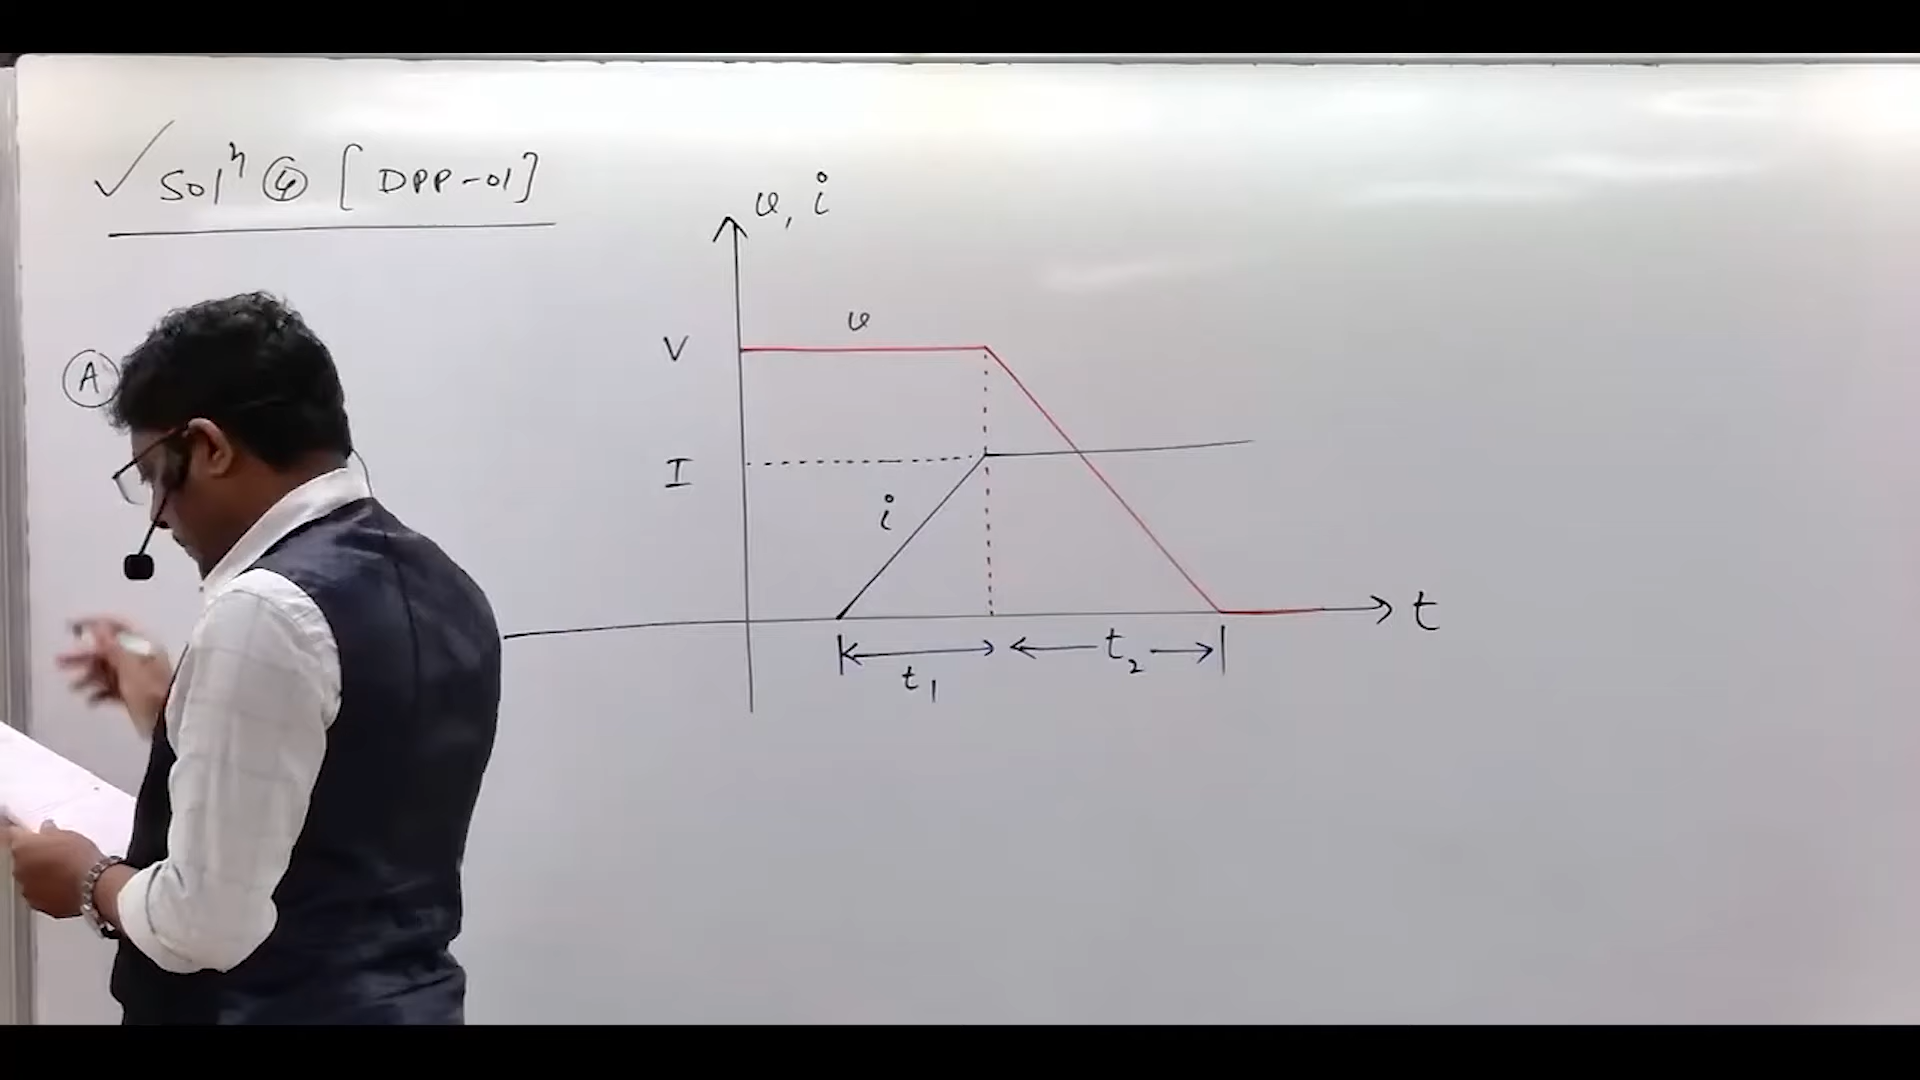 ✓ Solⁿ ④ [DPP-01]
v, i
v
V
I
i
t
t₁
t₂
A